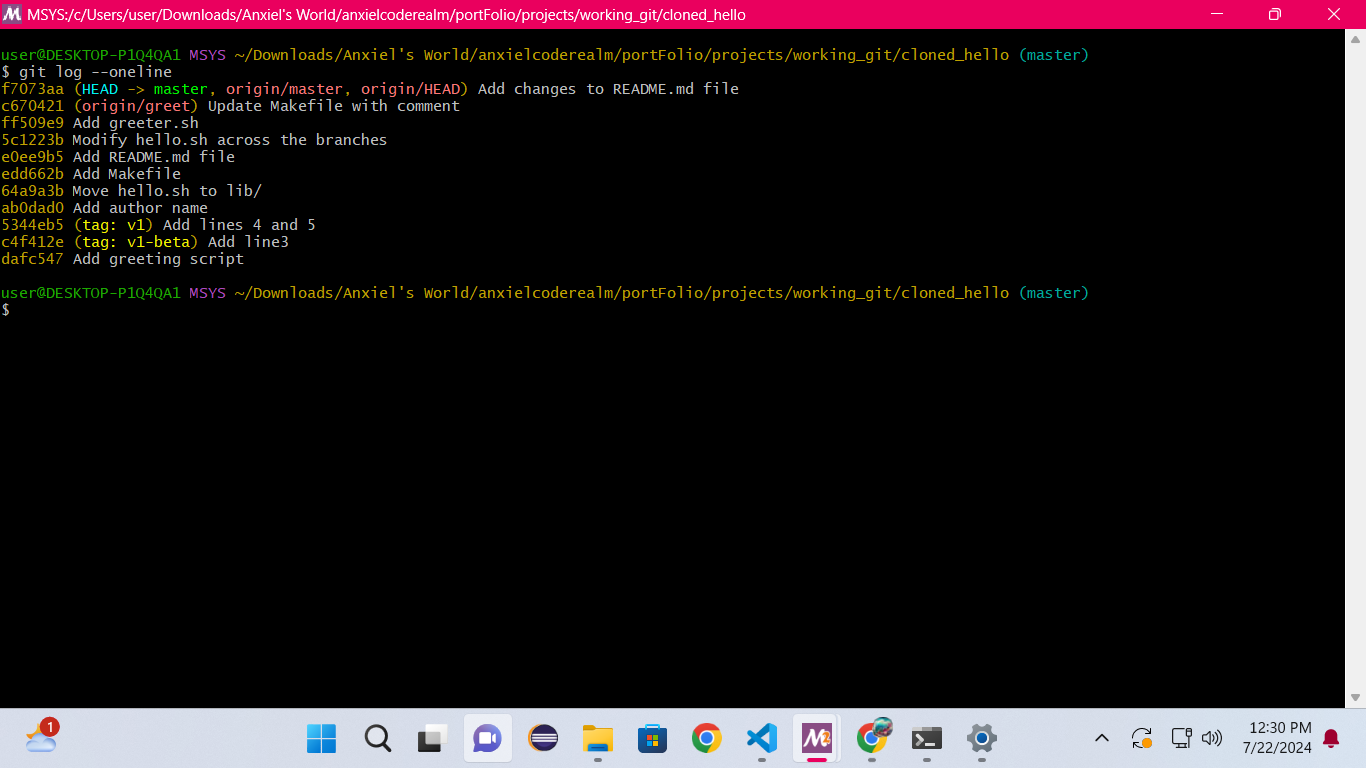 MSYS:/c/Users/user/Downloads/Anxiel's World/anxielcoderealm/portFolio/projects/working_git/cloned_hello
user@DESKTOP-P1Q4QA1 MSYS ~/Downloads/Anxiel's World/anxielcoderealm/portFolio/projects/working_git/cloned_hello (master)
$ git log --oneline
f7073aa (HEAD -> master, origin/master, origin/HEAD) Add changes to README.md file
c670421 (origin/greet) Update Makefile with comment
ff509e9 Add greeter.sh
5c1223b Modify hello.sh across the branches
e0ee9b5 Add README.md file
edd662b Add Makefile
64a9a3b Move hello.sh to lib/
ab0dad0 Add author name
5344eb5 (tag: v1) Add lines 4 and 5
c4f412e (tag: v1-beta) Add line3
dafc547 Add greeting script
user@DESKTOP-P1Q4QA1 MSYS ~/Downloads/Anxiel's World/anxielcoderealm/portFolio/projects/working_git/cloned_hello (master)
$
1
12:30 PM
7/22/2024